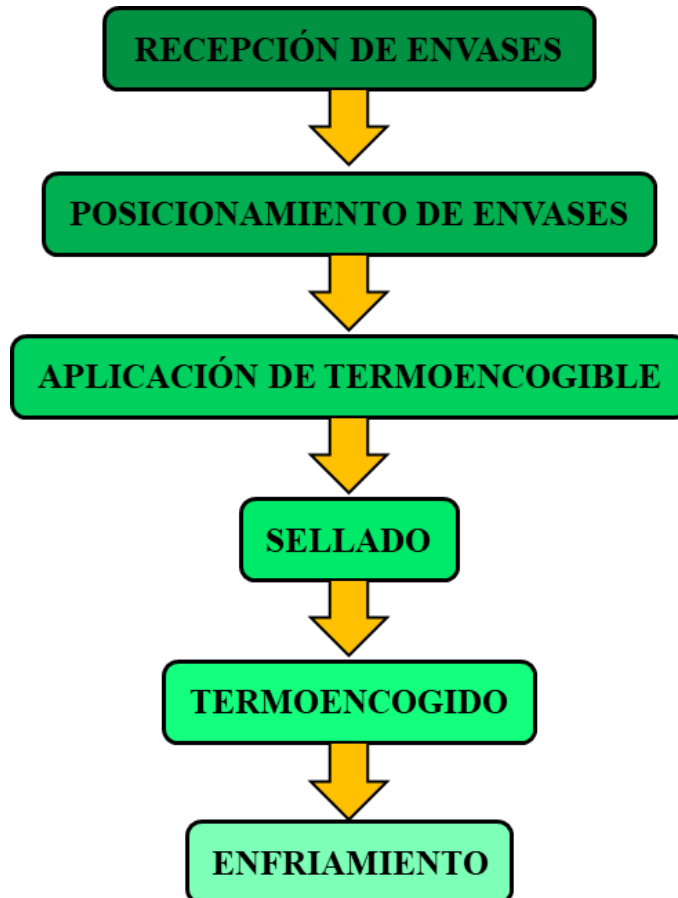 RECEPCIÓN DE ENVASES
POSICIONAMIENTO DE ENVASES
APLICACIÓN DE TERMOENCOGIBLE
SELLADO
TERMOENCOGIDO
ENFRIAMIENTO